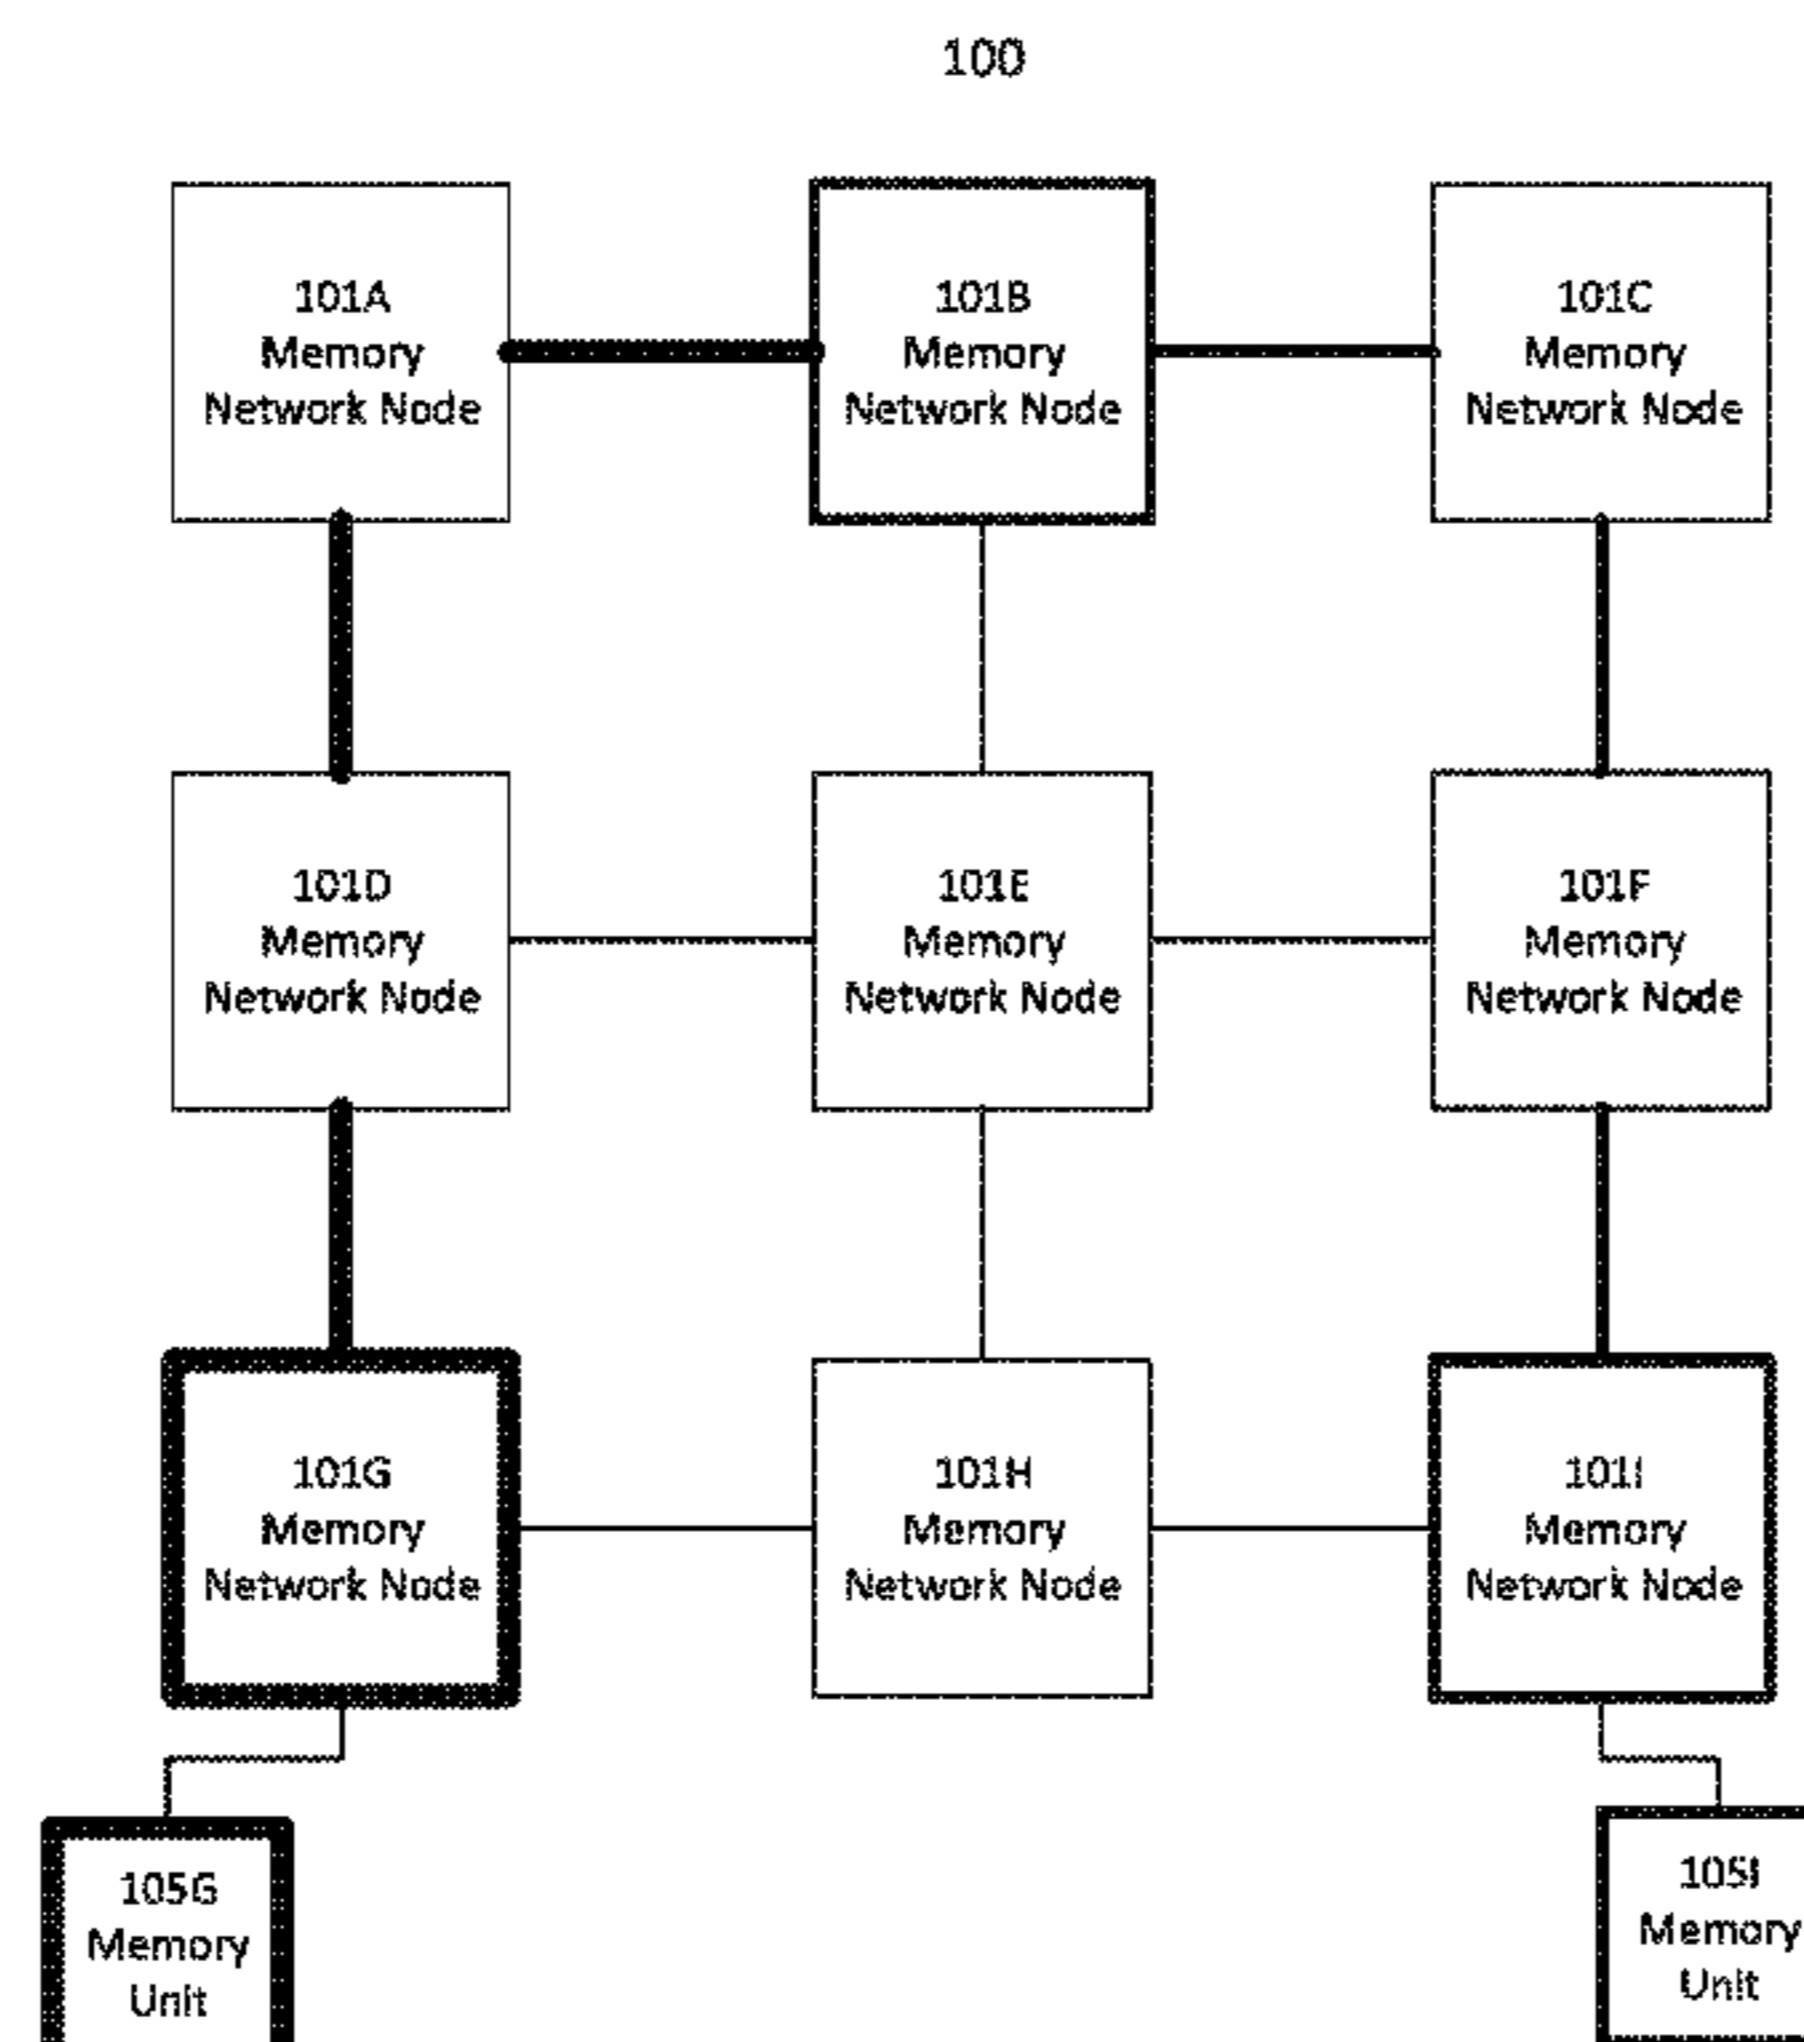 100
101A
Memory
Network Node
101B
Memory
Network Node
101C
Memory
Network Node
101D
Memory
Network Node
101E
Memory
Network Node
101F
Memory
Network Node
101G
Memory
Network Node
101H
Memory
Network Node
101I
Memory
Network Node
105G
Memory
Unit
105I
Memory
Unit